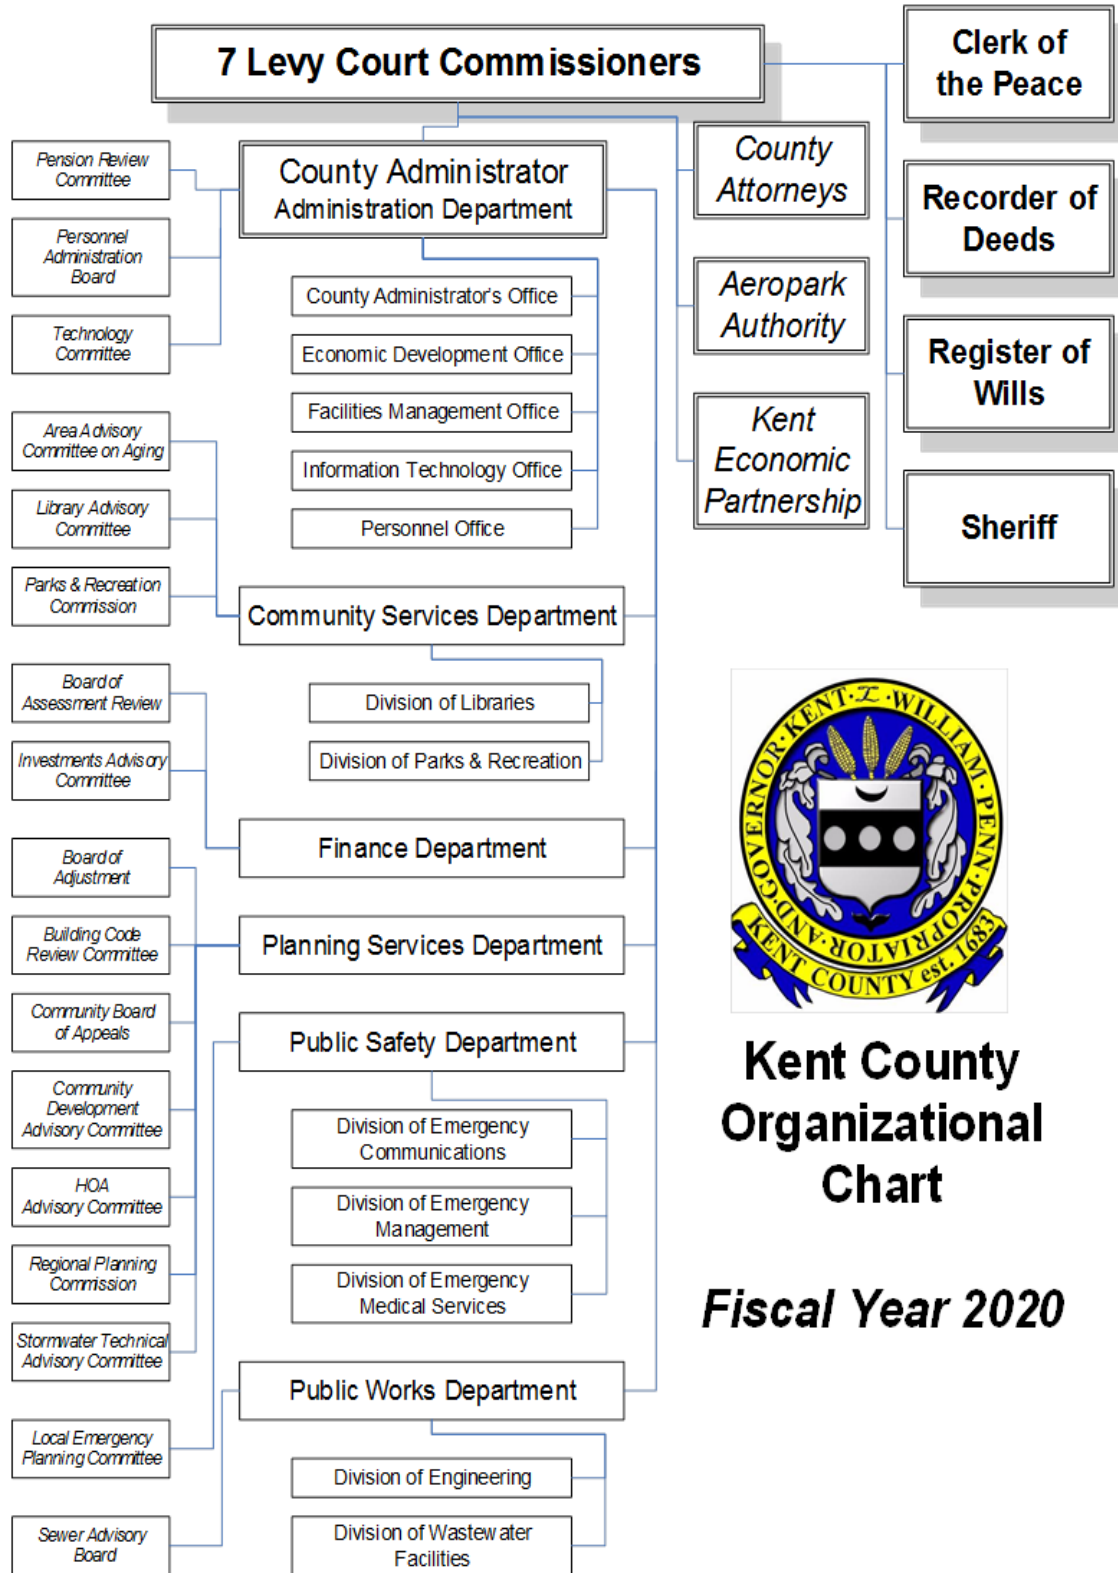 7 Levy Court Commissioners
Clerk of
the Peace
Recorder of
Deeds
Register of
Wills
Sheriff
County
Attorneys
Aeropark
Authority
Kent
Economic
Partnership
County Administrator
Administration Department
Pension Review
Committee
Personnel
Administration
Board
Technology
Committee
County Administrator's Office
Economic Development Office
Facilities Management Office
Information Technology Office
Personnel Office
Area Advisory
Committee on Aging
Library Advisory
Committee
Parks & Recreation
Commission
Community Services Department
Division of Libraries
Division of Parks & Recreation
Board of
Assessment Review
Investments Advisory
Committee
Finance Department
Board of
Adjustment
Building Code
Review Committee
Community Board
of Appeals
Community
Development
Advisory Committee
HOA
Advisory Committee
Regional Planning
Commission
Stormwater Technical
Advisory Committee
Planning Services Department
Public Safety Department
Division of Emergency
Communications
Division of Emergency
Management
Division of Emergency
Medical Services
Local Emergency
Planning Committee
Public Works Department
Division of Engineering
Division of Wastewater
Facilities
Sewer Advisory
Board
WILLIAM·PENN·PROPRIATOR·AND·GOVERNOR·KENT
KENT COUNTY est. 1683
Kent County
Organizational
Chart
Fiscal Year 2020